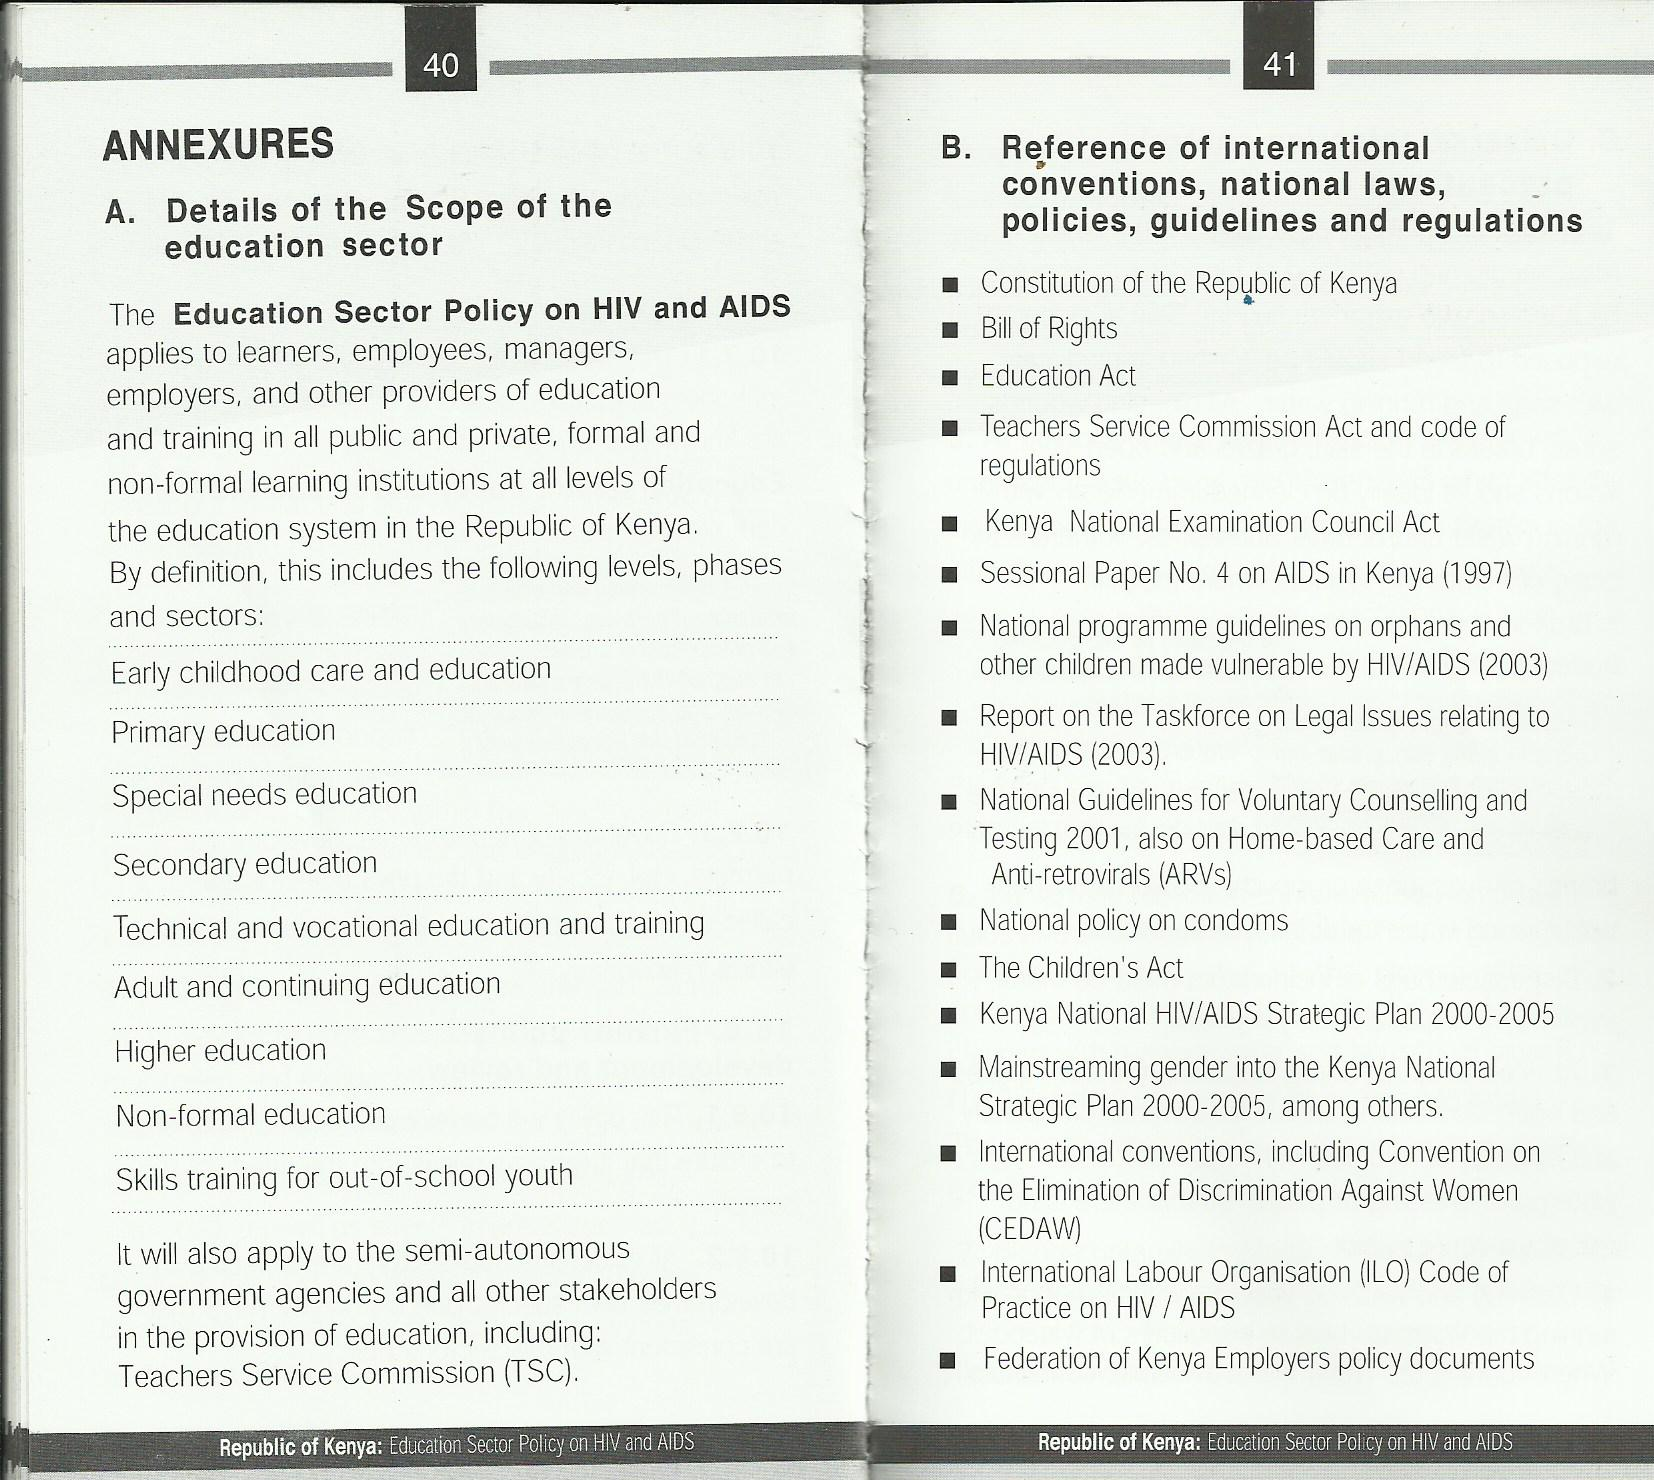 40
ANNEXURES
A. Details of the Scope of the
education sector
The Education Sector Policy on HIV and AIDS
applies to learners, employees, managers,
employers, and other providers of education
and training in all public and private, formal and
non-formal learning institutions at all levels of
the education system in the Republic of Kenya.
By definition, this includes the following levels, phases
and sectors:
Early childhood care and education
Primary education
Special needs education
Secondary education
Technical and vocational education and training
Adult and continuing education
Higher education
Non-formal education
Skills training for out-of-school youth
It will also apply to the semi-autonomous
government agencies and all other stakeholders
in the provision of education, including:
Teachers Service Commission (TSC).
Republic of Kenya: Education Sector Policy on HIV and AIDS
41
B. Reference of international
conventions, national laws,
policies, guidelines and regulations
■ Constitution of the Republic of Kenya
■ Bill of Rights
■ Education Act
■ Teachers Service Commission Act and code of
regulations
■ Kenya National Examination Council Act
■ Sessional Paper No. 4 on AIDS in Kenya (1997)
■ National programme guidelines on orphans and
other children made vulnerable by HIV/AIDS (2003)
■ Report on the Taskforce on Legal Issues relating to
HIV/AIDS (2003).
■ National Guidelines for Voluntary Counselling and
Testing 2001, also on Home-based Care and
Anti-retrovirals (ARVs)
■ National policy on condoms
■ The Children's Act
■ Kenya National HIV/AIDS Strategic Plan 2000-2005
■ Mainstreaming gender into the Kenya National
Strategic Plan 2000-2005, among others.
■ International conventions, including Convention on
the Elimination of Discrimination Against Women
(CEDAW)
■ International Labour Organisation (ILO) Code of
Practice on HIV / AIDS
■ Federation of Kenya Employers policy documents
Republic of Kenya: Education Sector Policy on HIV and AIDS